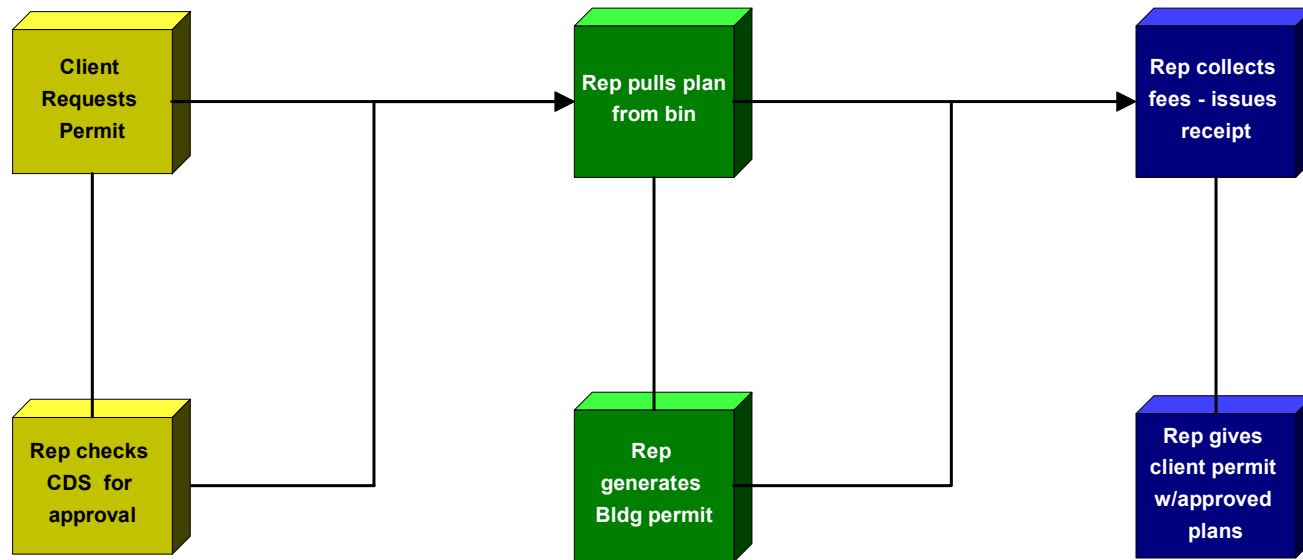 Client
Requests
Permit
Rep pulls plan
from bin
Rep collects
fees - issues
receipt
Rep checks
CDS for
approval
Rep
generates
Bldg permit
Rep gives
client permit
w/approved
plans